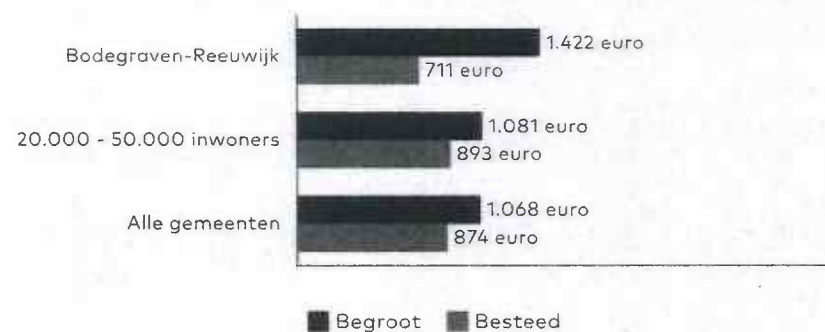 Bodegraven-Reeuwijk
1.422 euro
711 euro
20.000 - 50.000 inwoners
1.081 euro
893 euro
Alle gemeenten
1.068 euro
874 euro
Begroot Besteed